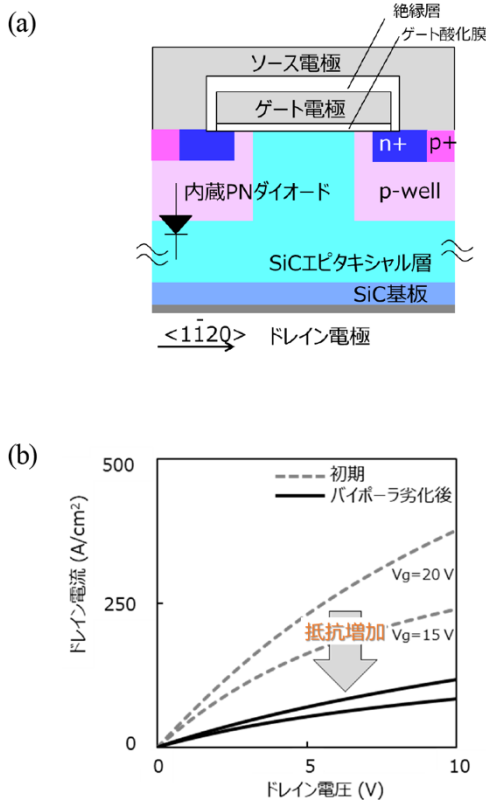 (a)
絶縁層
ゲート酸化膜
ソース電極
ゲート電極
n+
p+
内蔵PNダイオード
p-well
SiCエピタキシャル層
SiC基板
<11̄20>
ドレイン電極
(b)
ドレイン電流 (A/cm²)
500
250
0
初期
バイポーラ劣化後
Vg=20 V
抵抗増加
Vg=15 V
0
5
10
ドレイン電圧 (V)